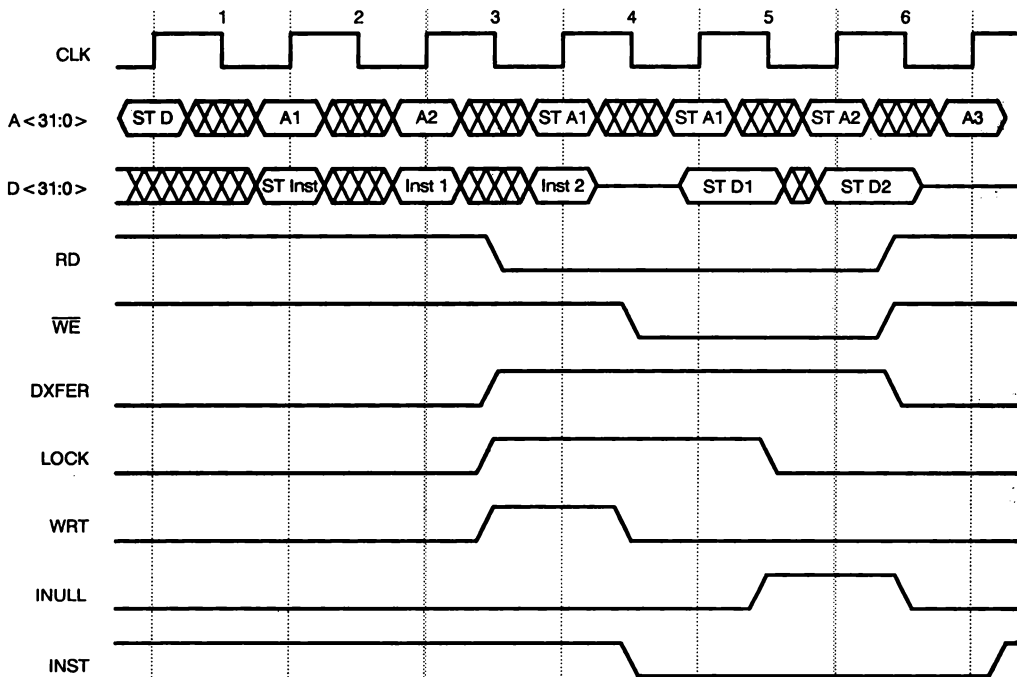 1 2 3 4 5 6
CLK
A<31:0> ST D A1 A2 ST A1 ST A1 ST A2 A3
D<31:0> ST Inst Inst 1 Inst 2 ST D1 ST D2
RD
W̅E̅
DXFER
LOCK
WRT
INULL
INST